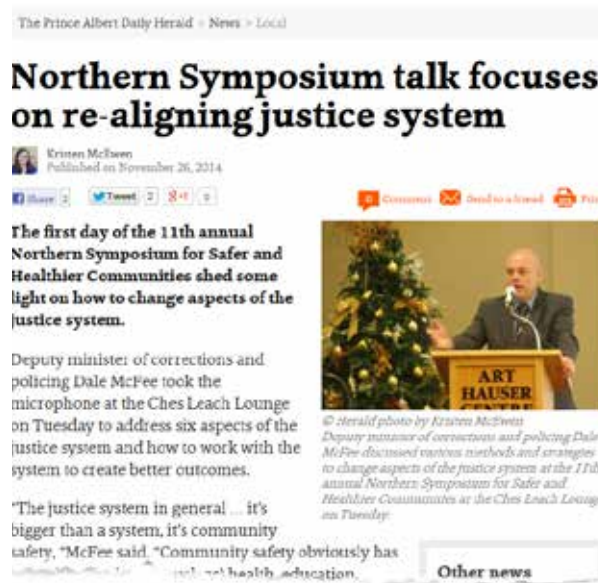 The Prince Albert Daily Herald > News > Local
Northern Symposium talk focuses
on re-aligning justice system
Kristen McEwen
Published on November 26, 2014
Share 2 Tweet 2 g+1 0
0 Comments Send to a friend
The first day of the 11th annual
Northern Symposium for Safer and
Healthier Communities shed some
light on how to change aspects of the
justice system.
Deputy minister of corrections and
policing Dale McFee took the
microphone at the Ches Leach Lounge
on Tuesday to address six aspects of the
justice system and how to work with the
system to create better outcomes.
"The justice system in general ... it's
bigger than a system, it's community
safety, "McFee said. "Community safety obviously has
health, education,
ART
HAUSER
CENTRE
© Herald photo by Kristen McEwen
Deputy minister of corrections and policing Dale
McFee discussed various methods and strategies
to change aspects of the justice system at the 11th
annual Northern Symposium for Safer and
Healthier Communities at the Ches Leach Lounge
on Tuesday.
Other news